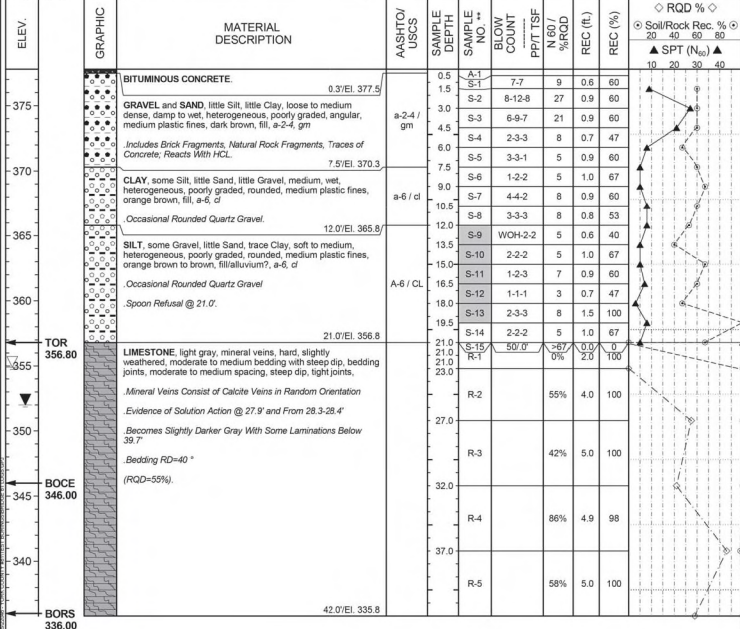 ◇ RQD % ◇
⊙ Soil/Rock Rec. % ⊙
20 40 60 80
▲ SPT (N60) ▲
10 20 30 40
ELEV.
GRAPHIC
MATERIAL DESCRIPTION
AASHTO/ USCS
SAMPLE DEPTH
SAMPLE NO. **
BLOW COUNT -------- PP/T TSF
N 60 / %RQD
REC (ft.)
REC (%)
BITUMINOUS CONCRETE.
0.3'/El. 377.5
GRAVEL and SAND, little Silt, little Clay, loose to medium
dense, damp to wet, heterogeneous, poorly graded, angular,
medium plastic fines, dark brown, fill, a-2-4, gm
.Includes Brick Fragments, Natural Rock Fragments, Traces of
Concrete; Reacts With HCL.
7.5'/El. 370.3
a-2-4 /
gm
CLAY, some Silt, little Sand, little Gravel, medium, wet,
heterogeneous, poorly graded, rounded, medium plastic fines,
orange brown, fill, a-6, cl
.Occasional Rounded Quartz Gravel.
12.0'/El. 365.8
a-6 / cl
SILT, some Gravel, little Sand, trace Clay, soft to medium,
heterogeneous, poorly graded, rounded, medium plastic fines,
orange brown to brown, fill/alluvium?, a-6, cl
.Occasional Rounded Quartz Gravel
.Spoon Refusal @ 21.0'.
21.0'/El. 356.8
A-6 / CL
LIMESTONE, light gray, mineral veins, hard, slightly
weathered, moderate to medium bedding with steep dip, bedding
joints, moderate to medium spacing, steep dip, tight joints,
.Mineral Veins Consist of Calcite Veins in Random Orientation
.Evidence of Solution Action @ 27.9' and From 28.3-28.4'
.Becomes Slightly Darker Gray With Some Laminations Below
39.7'
.Bedding RD=40 °
(RQD=55%).
42.0'/El. 335.8
375
370
365
360
TOR
356.80
355
350
BOCE
346.00
345
340
BORS
336.00
0.5 A-1
1.5 S-1 7-7 9 0.6 60
3.0 S-2 8-12-8 27 0.9 60
4.5 S-3 6-9-7 21 0.9 60
6.0 S-4 2-3-3 8 0.7 47
7.5 S-5 3-3-1 5 0.9 60
9.0 S-6 1-2-2 5 1.0 67
10.5 S-7 4-4-2 8 0.9 60
12.0 S-8 3-3-3 8 0.8 53
13.5 S-9 WOH-2-2 5 0.6 40
15.0 S-10 2-2-2 5 1.0 67
16.5 S-11 1-2-3 7 0.9 60
18.0 S-12 1-1-1 3 0.7 47
19.5 S-13 2-3-3 8 1.5 100
21.0 S-14 2-2-2 5 1.0 67
21.0 S-15 50/.0' >67 0.0 0
21.0
23.0 R-1 0% 2.0 100
27.0 R-2 55% 4.0 100
32.0 R-3 42% 5.0 100
37.0 R-4 86% 4.9 98
R-5 58% 5.0 100